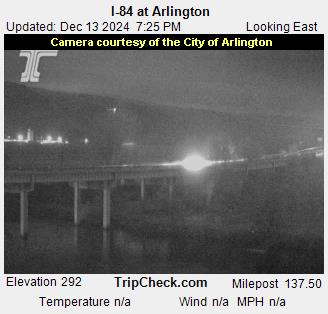 I-84 at Arlington
Updated: Dec 13 2024 7:25 PM Looking East
Camera courtesy of the City of Arlington
Elevation 292 TripCheck.com Milepost 137.50
Temperature n/a Wind n/a MPH n/a